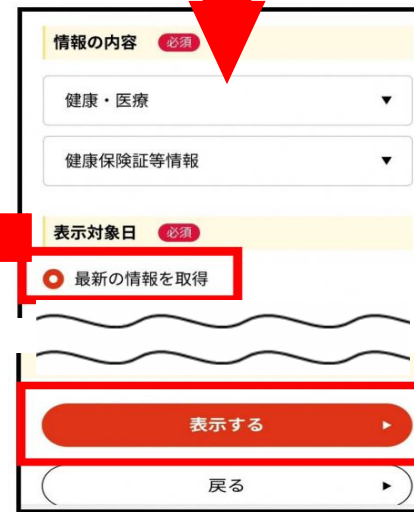 情報の内容 必須
健康・医療 ▼
健康保険証等情報 ▼
表示対象日 必須
最新の情報を取得
表示する ▶
戻る ▶